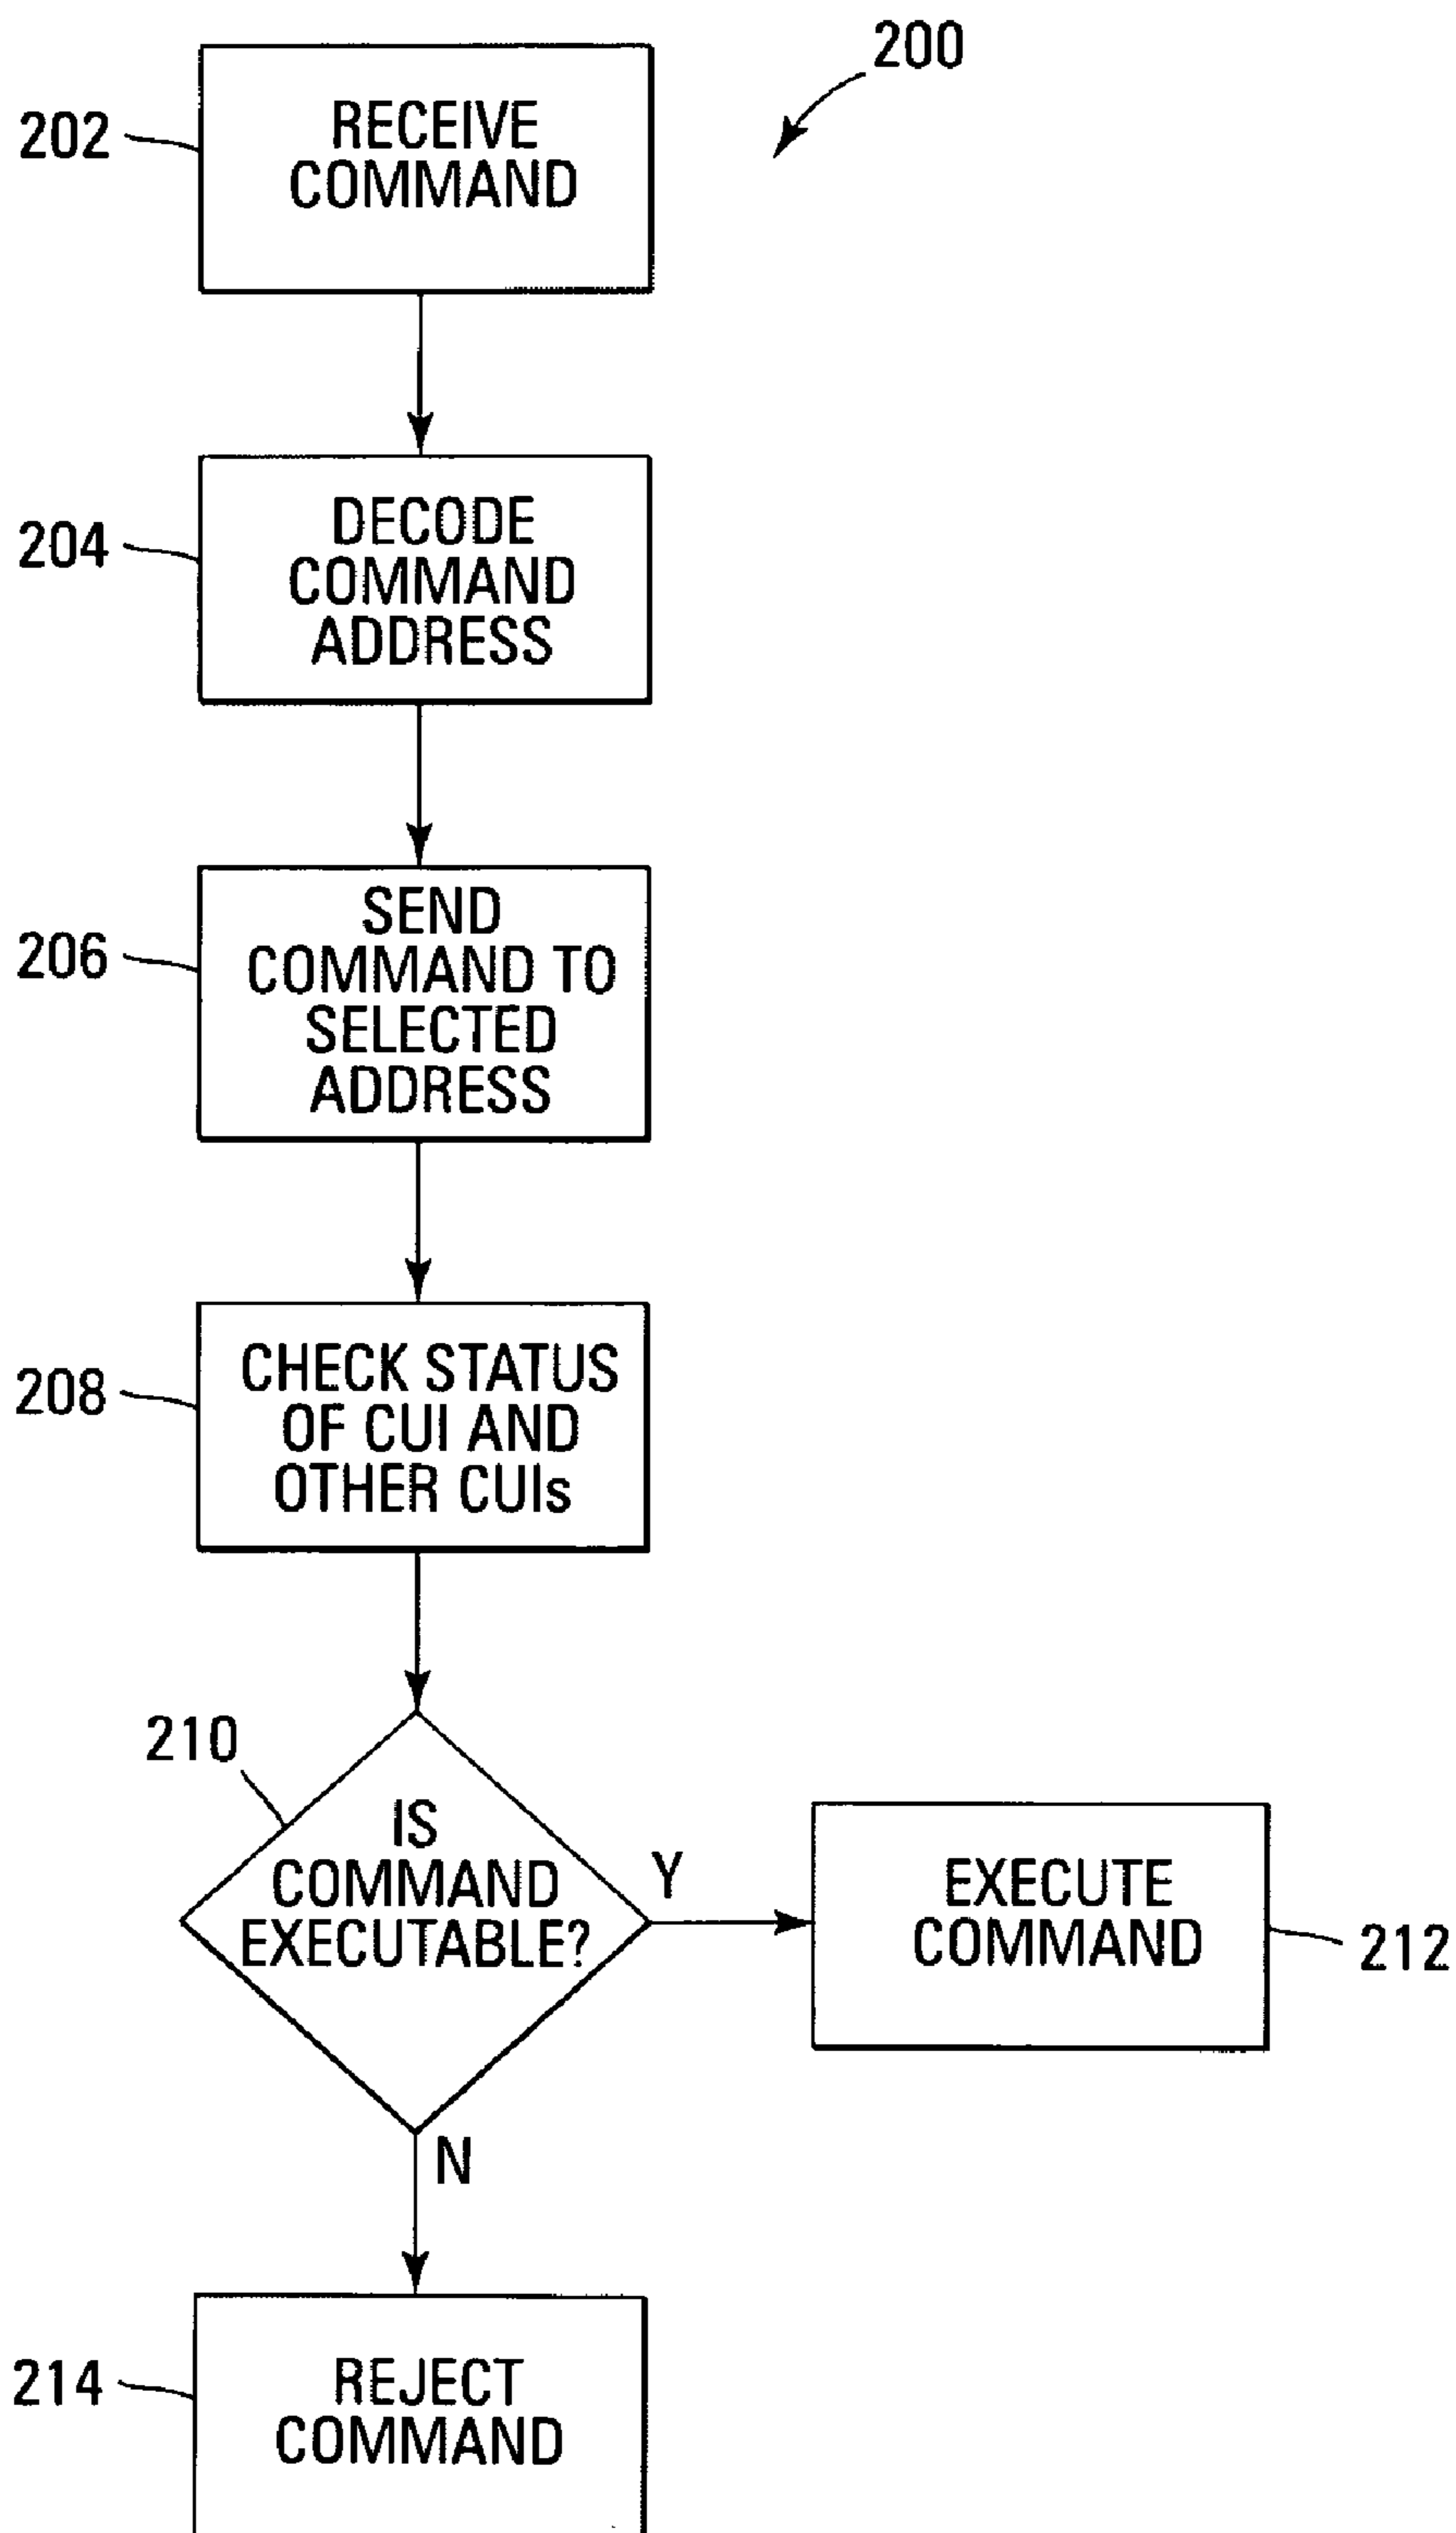 200
202
RECEIVE
COMMAND
204
DECODE
COMMAND
ADDRESS
206
SEND
COMMAND TO
SELECTED
ADDRESS
208
CHECK STATUS
OF CUI AND
OTHER CUIs
210
IS
COMMAND
EXECUTABLE?
Y
EXECUTE
COMMAND
212
N
214
REJECT
COMMAND